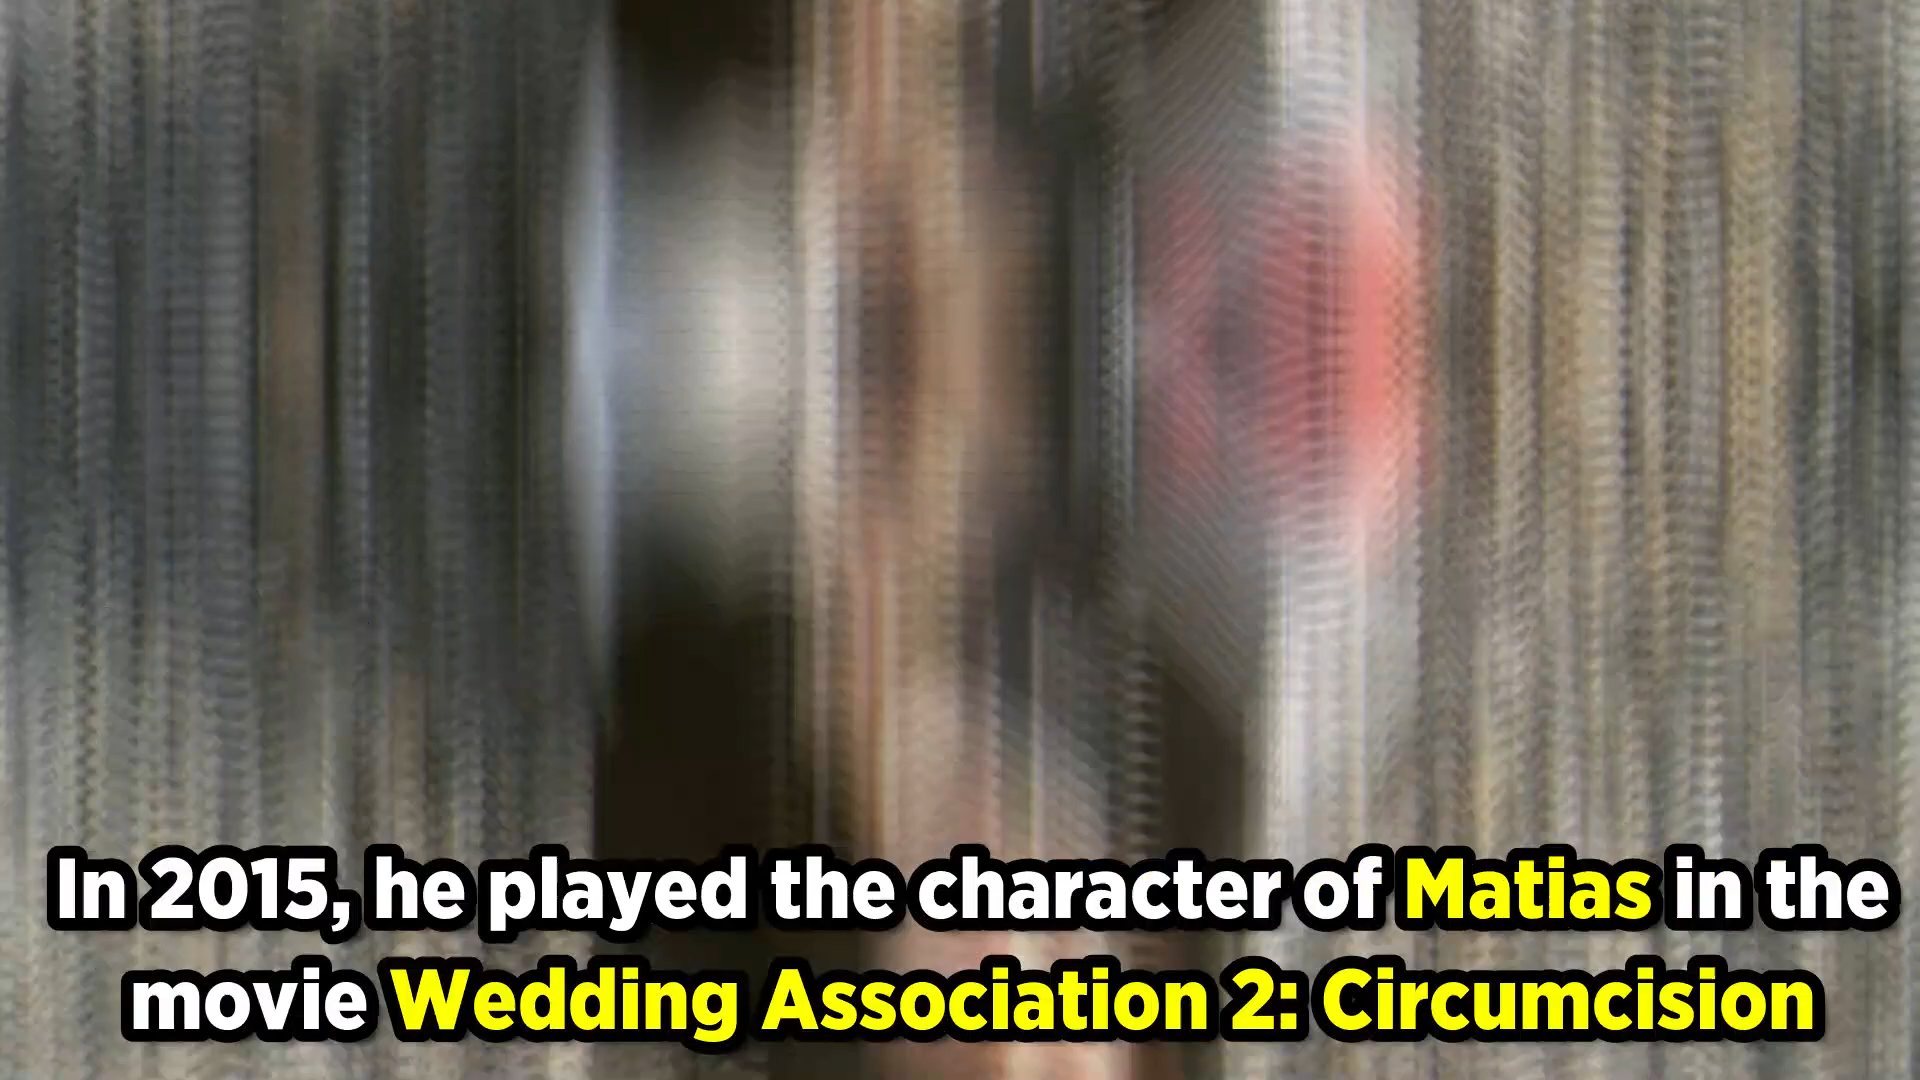 In 2015, he played the character of Matias in the
movie Wedding Association 2: Circumcision